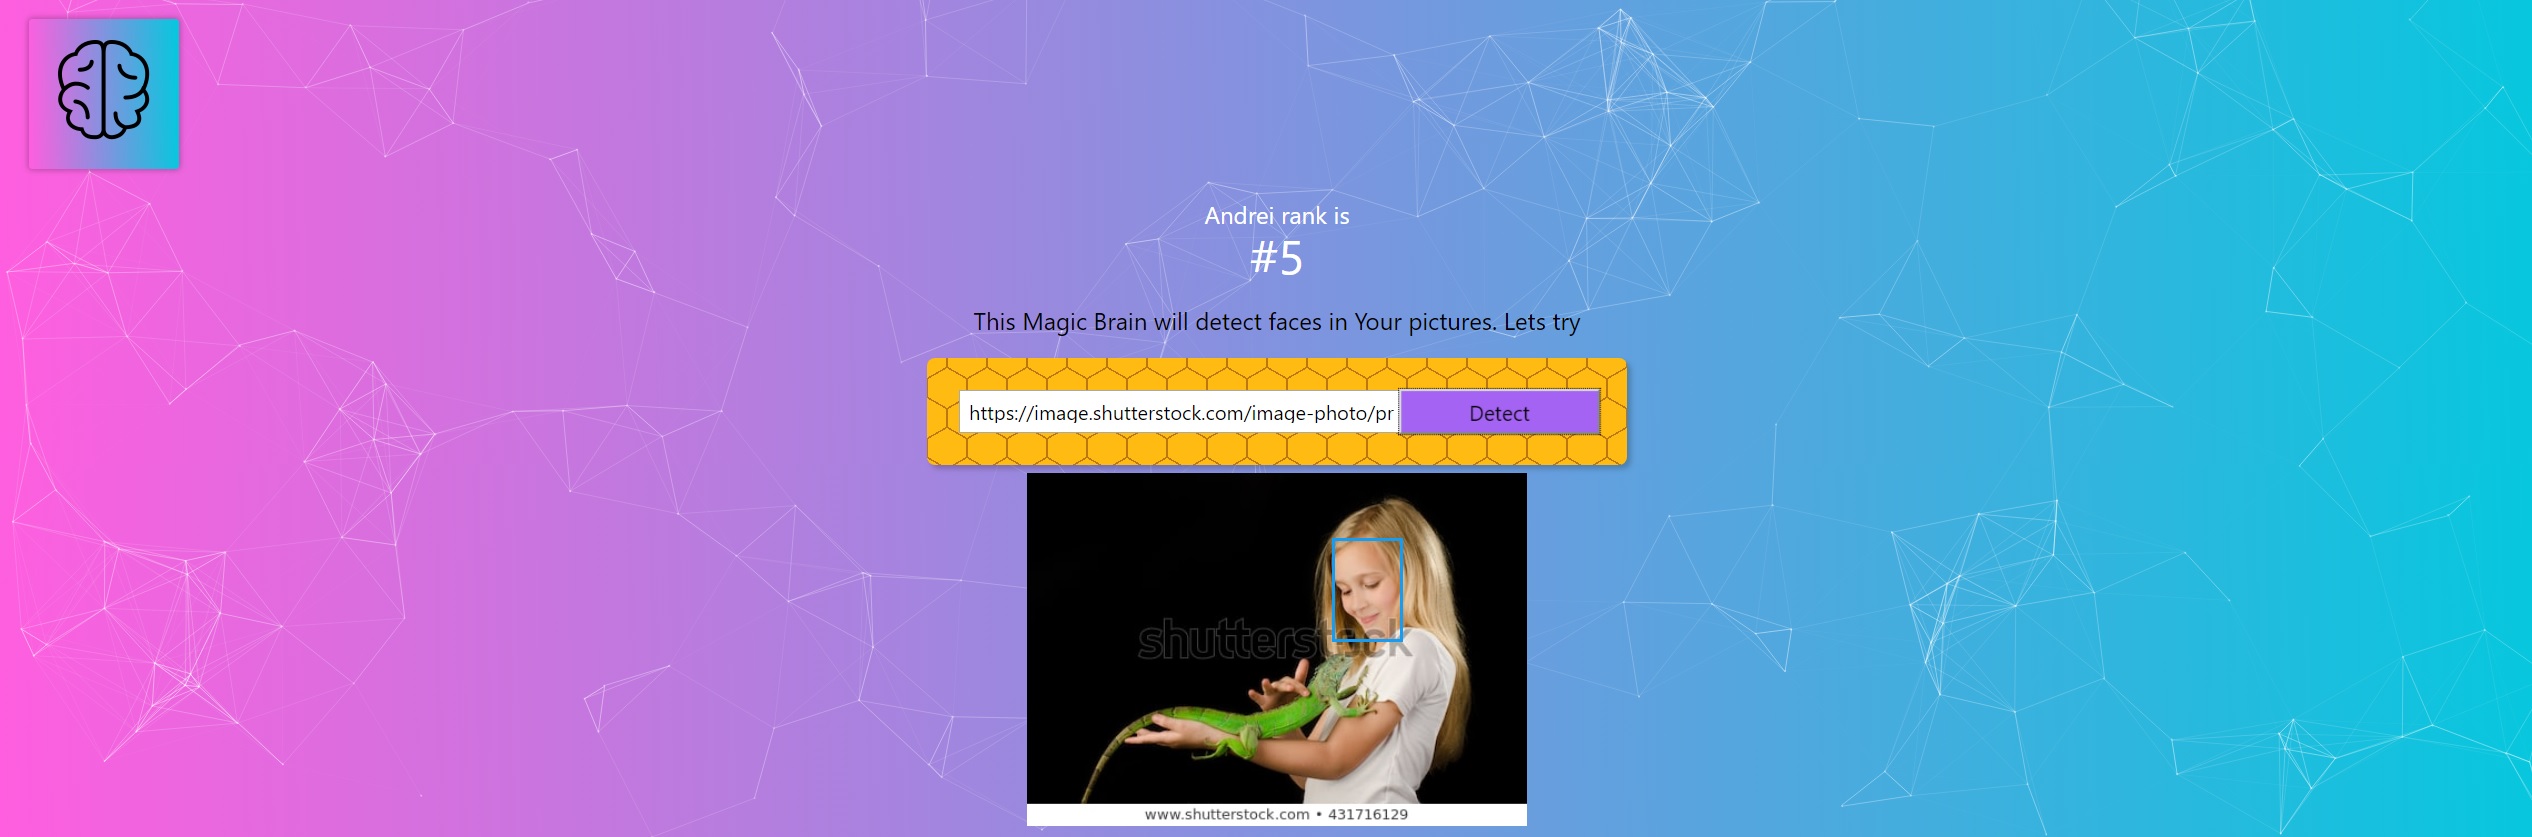 Andrei rank is
#5
This Magic Brain will detect faces in Your pictures. Lets try
https://image.shutterstock.com/image-photo/pr
Detect
shutterstock
www.shutterstock.com • 431716129